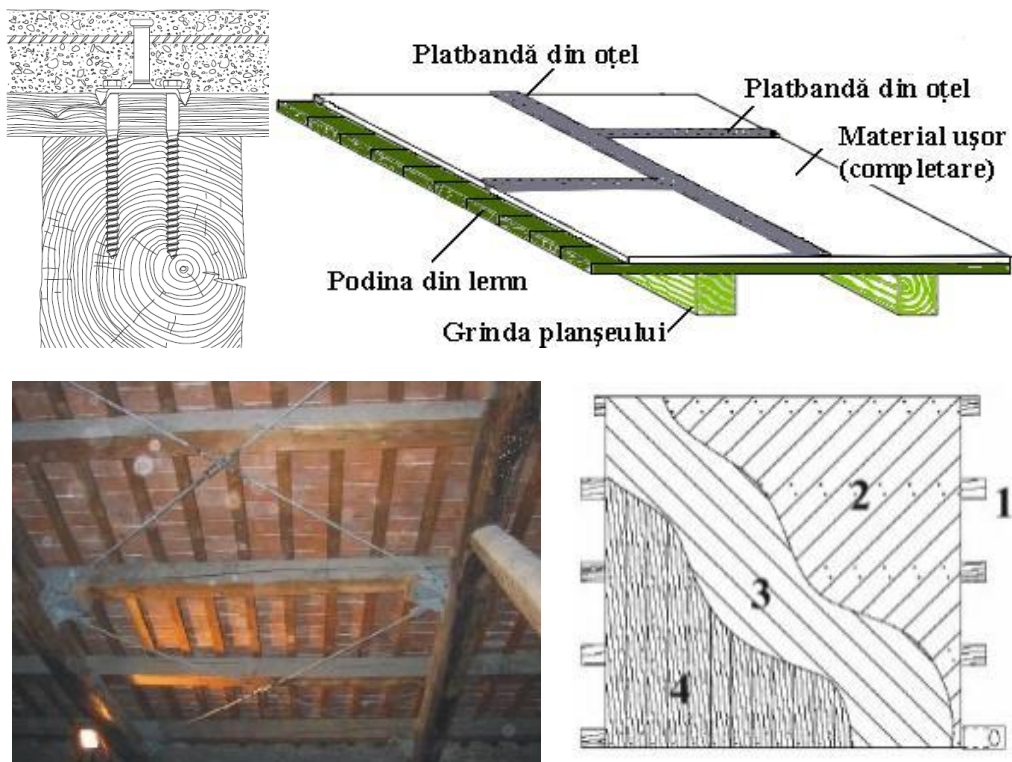 Platbandă din oțel
Platbandă din oțel
Material ușor
(completare)
Podina din lemn
Grinda planșeului
1
2
3
4